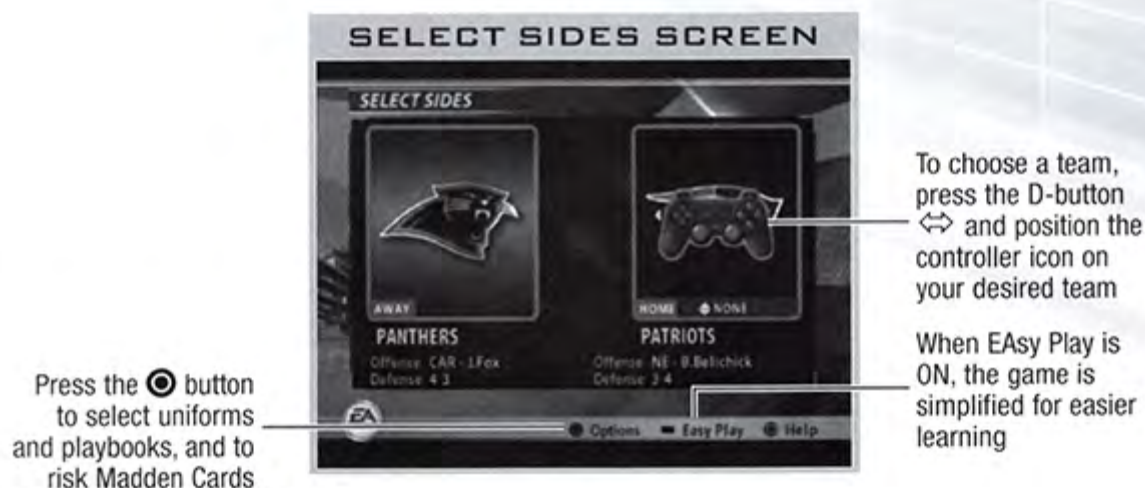 SELECT SIDES SCREEN
SELECT SIDES
AWAY
HOME NONE
PANTHERS
PATRIOTS
Offense CAR - J.Fox
Defense 4 3
Offense NE - B.Belichick
Defense 3 4
EA
Options Easy Play Help
To choose a team,
press the D-button
⇔ and position the
controller icon on
your desired team
When EAsy Play is
ON, the game is
simplified for easier
learning
Press the button
to select uniforms
and playbooks, and to
risk Madden Cards